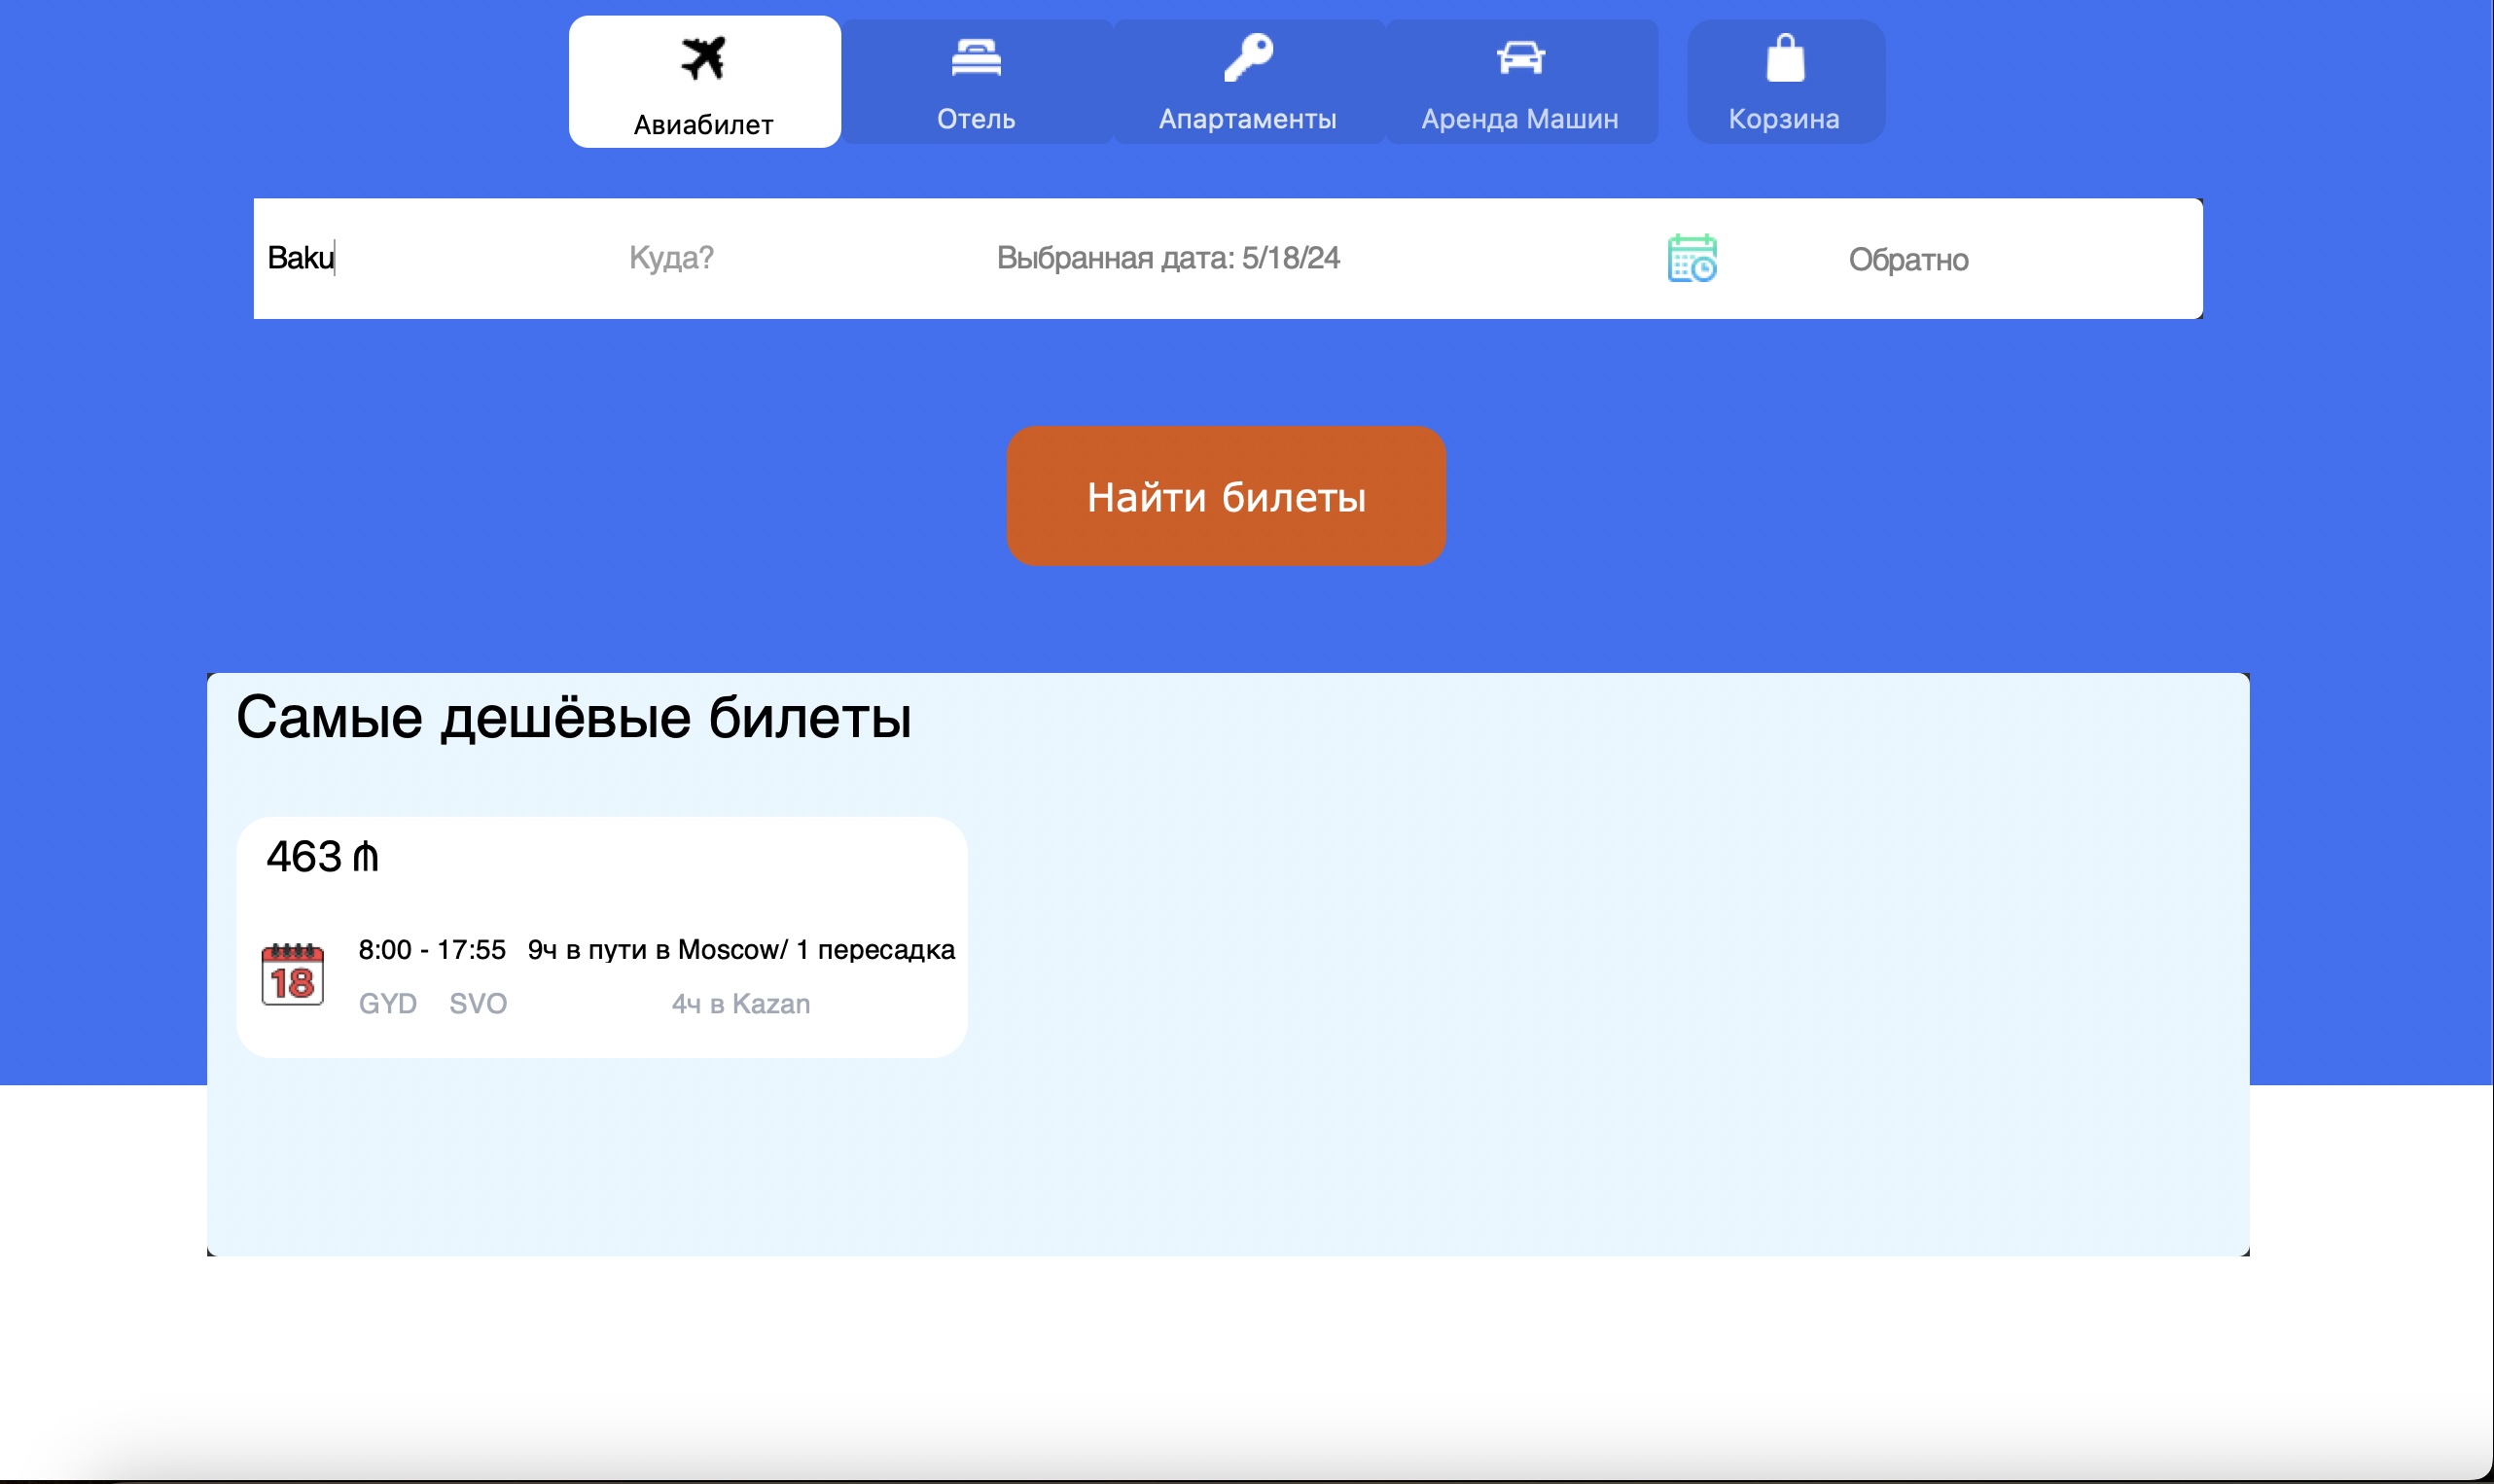 Авиабилет Отель Апартаменты Аренда Машин Корзина
Baku Куда? Выбранная дата: 5/18/24 Обратно
Найти билеты
Самые дешёвые билеты
463 ₼
8:00 - 17:55 9ч в пути в Moscow/ 1 пересадка
18
GYD SVO 4ч в Kazan